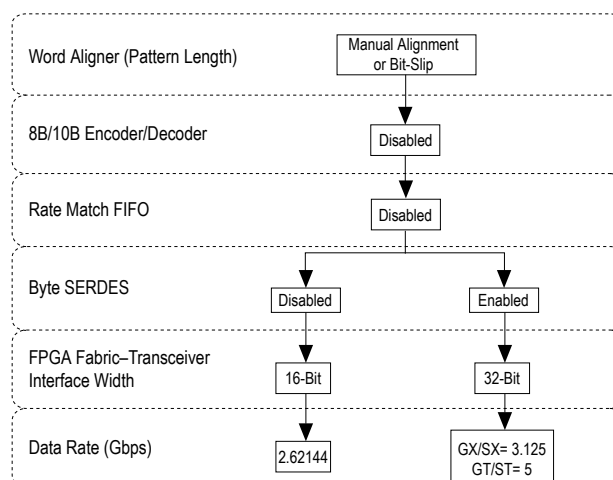 Word Aligner (Pattern Length)
Manual Alignment
or Bit-Slip
8B/10B Encoder/Decoder
Disabled
Rate Match FIFO
Disabled
Byte SERDES
Disabled
Enabled
FPGA Fabric–Transceiver
Interface Width
16-Bit
32-Bit
Data Rate (Gbps)
2.62144
GX/SX= 3.125
GT/ST= 5